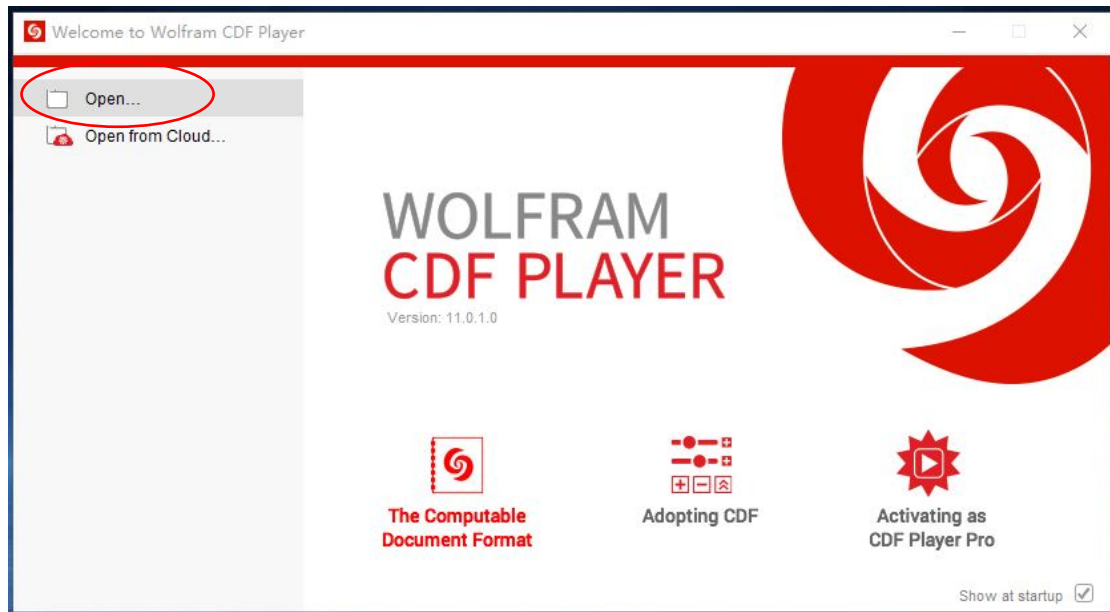 Welcome to Wolfram CDF Player
Open...
Open from Cloud...
WOLFRAM
CDF PLAYER
Version: 11.0.1.0
The Computable
Document Format
Adopting CDF
Activating as
CDF Player Pro
Show at startup